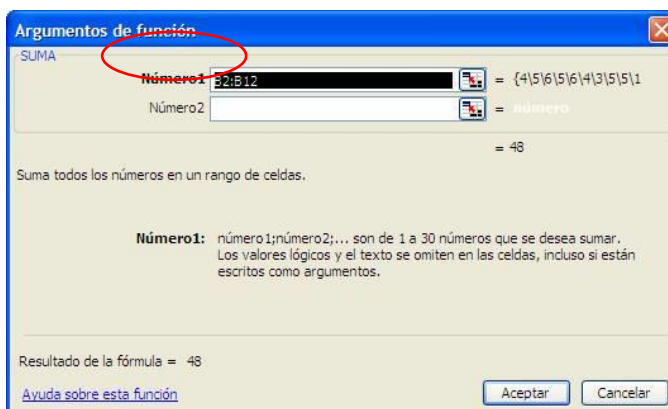 Argumentos de función
SUMA
Número1 B2:B12 = {4\5\6\5\6\4\3\5\5\1
Número2 = número
= 48
Suma todos los números en un rango de celdas.
Número1: número1;número2;... son de 1 a 30 números que se desea sumar.
Los valores lógicos y el texto se omiten en las celdas, incluso si están
escritos como argumentos.
Resultado de la fórmula = 48
Ayuda sobre esta función Aceptar Cancelar